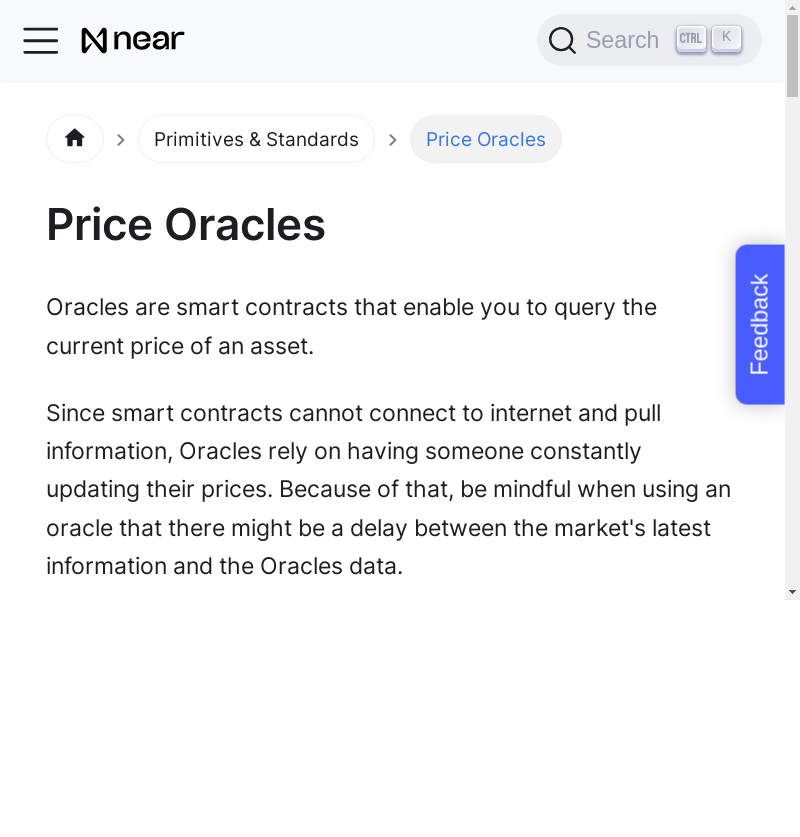 near
Search CTRL K
Primitives & Standards
Price Oracles
Price Oracles
Feedback
Oracles are smart contracts that enable you to query the
current price of an asset.
Since smart contracts cannot connect to internet and pull
information, Oracles rely on having someone constantly
updating their prices. Because of that, be mindful when using an
oracle that there might be a delay between the market's latest
information and the Oracles data.